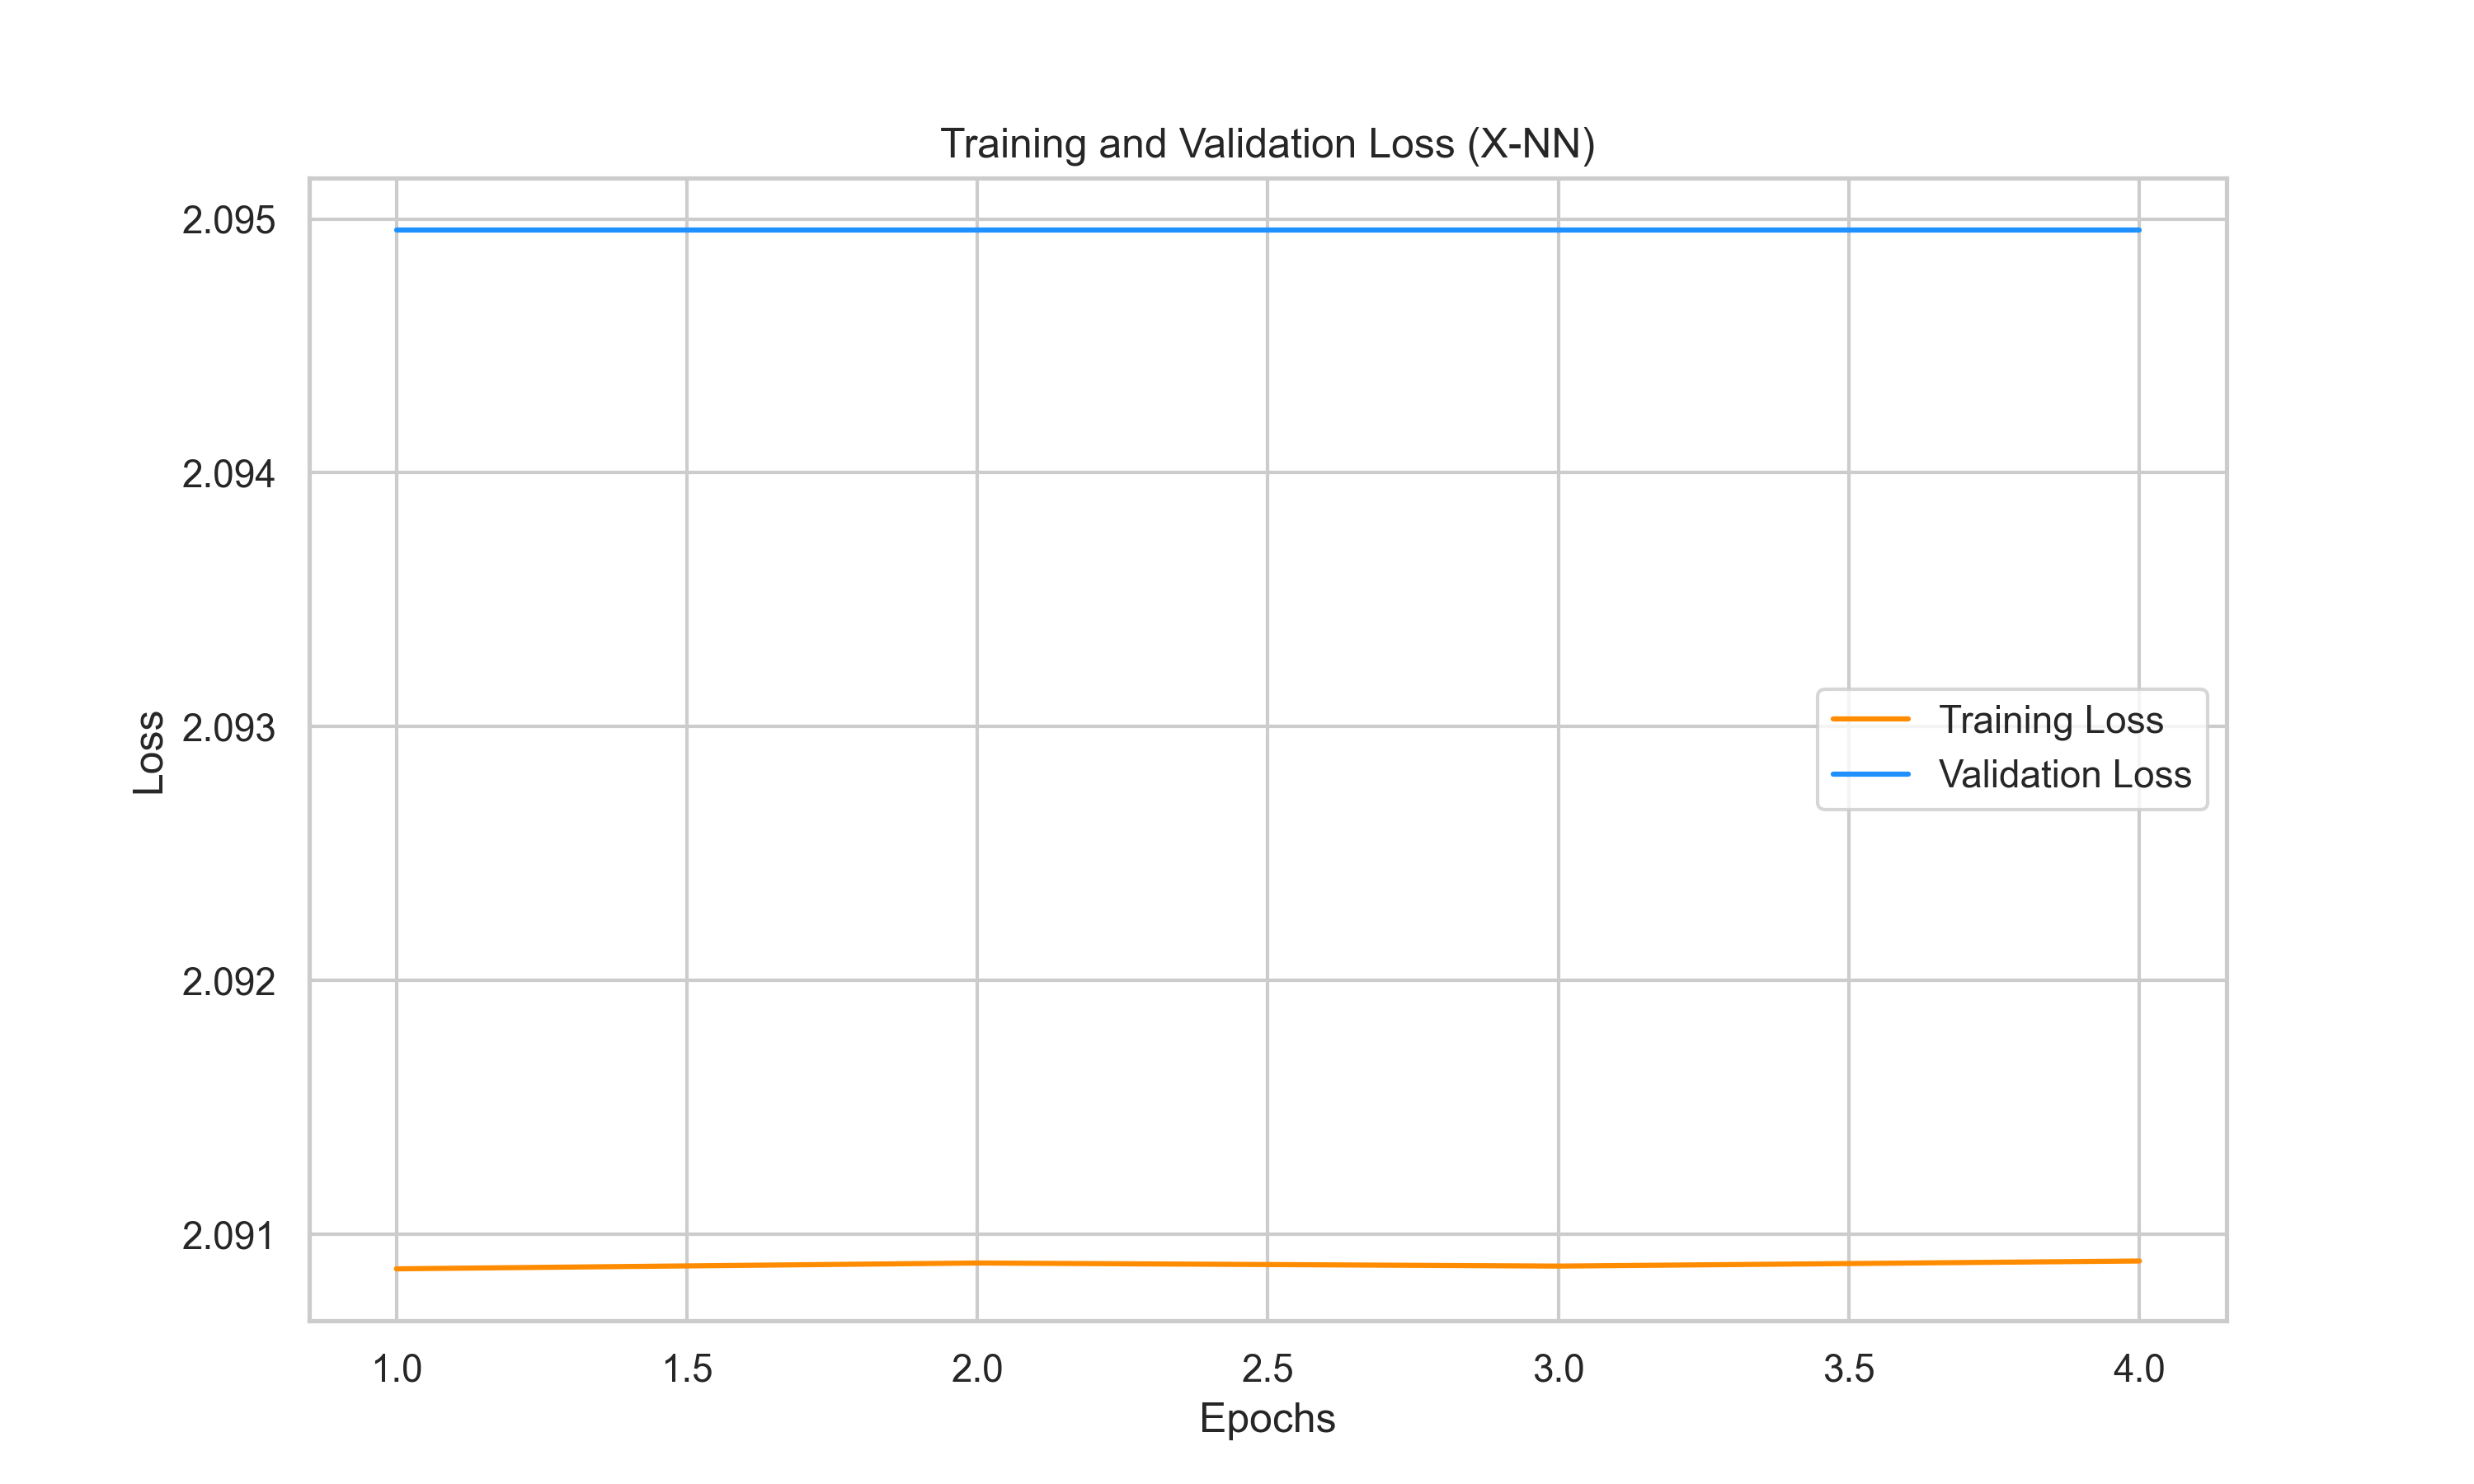 Training and Validation Loss (X-NN)
2.095
2.094
2.093
2.092
2.091
Loss
Training Loss
Validation Loss
1.0 1.5 2.0 2.5 3.0 3.5 4.0
Epochs